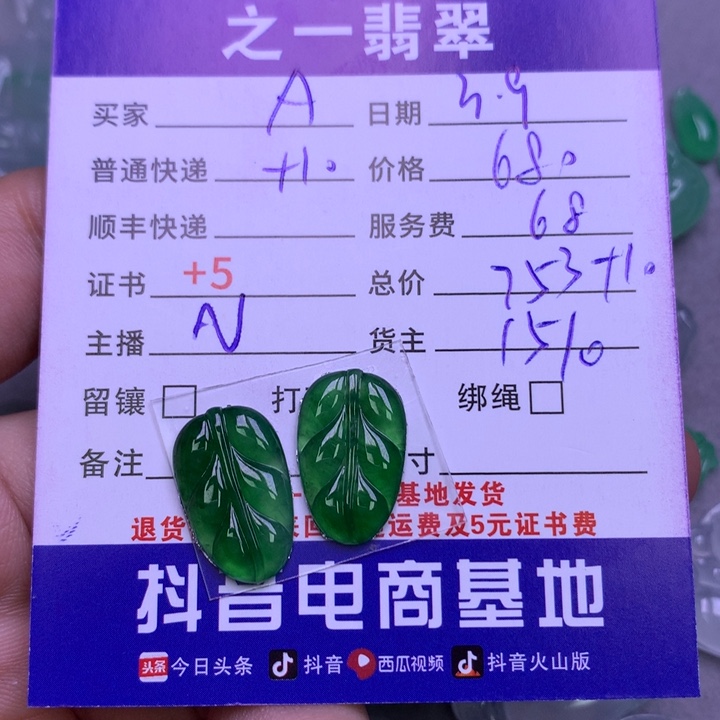 之一翡翠
买家 A 日期 3.9
普通快递 +10 价格 680
顺丰快递 服务费 68
证书 +5 总价 753+10
主播 N 货主 1510
留镶 打 绑绳
备注 寸
基地发货
退货 回 运费及5元证书费
抖音电商基地
头条 今日头条 抖音 西瓜视频 抖音火山版